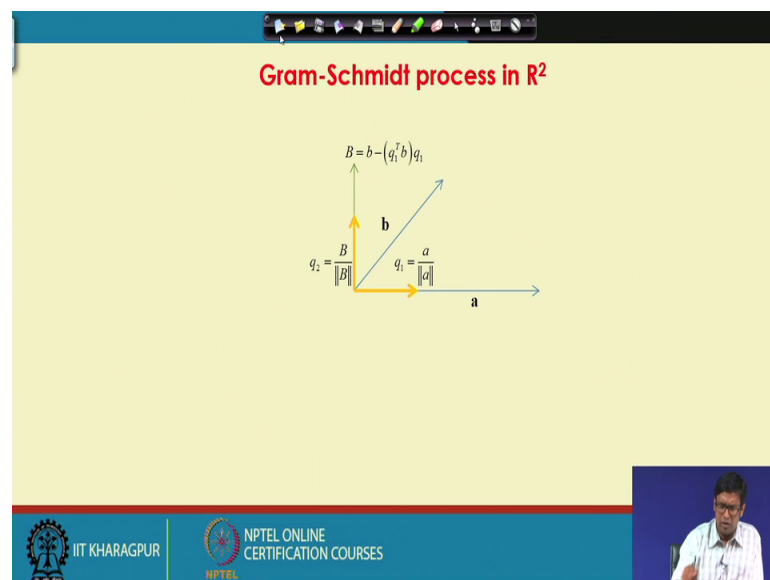 Gram-Schmidt process in R²
B = b − (q₁ᵀb)q₁
b
q₂ = B / ‖B‖
q₁ = a / ‖a‖
a
IIT KHARAGPUR
NPTEL ONLINE
CERTIFICATION COURSES
NPTEL